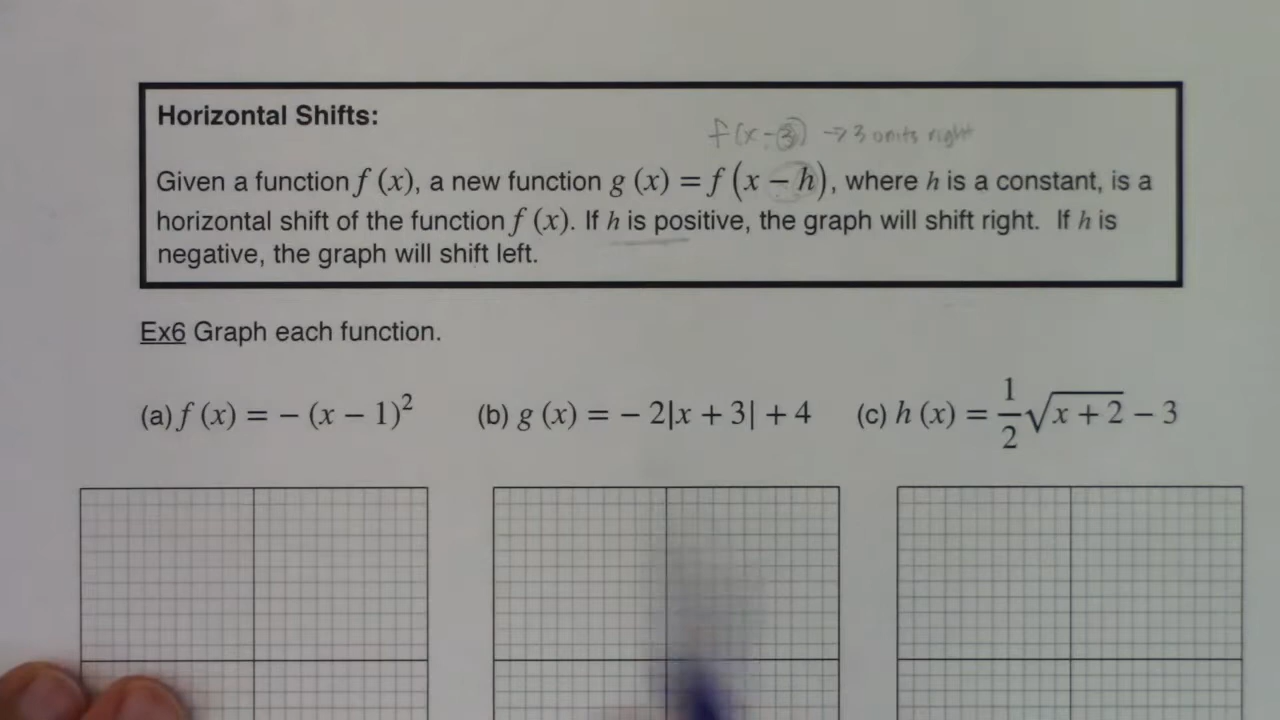 Horizontal Shifts:
f(x-3) → 3 units right
Given a function f (x), a new function g (x) = f (x − h), where h is a constant, is a
horizontal shift of the function f (x). If h is positive, the graph will shift right. If h is
negative, the graph will shift left.
Ex6 Graph each function.
(a) f (x) = − (x − 1)² (b) g (x) = − 2|x + 3| + 4 (c) h (x) = 1/2 √x + 2 − 3